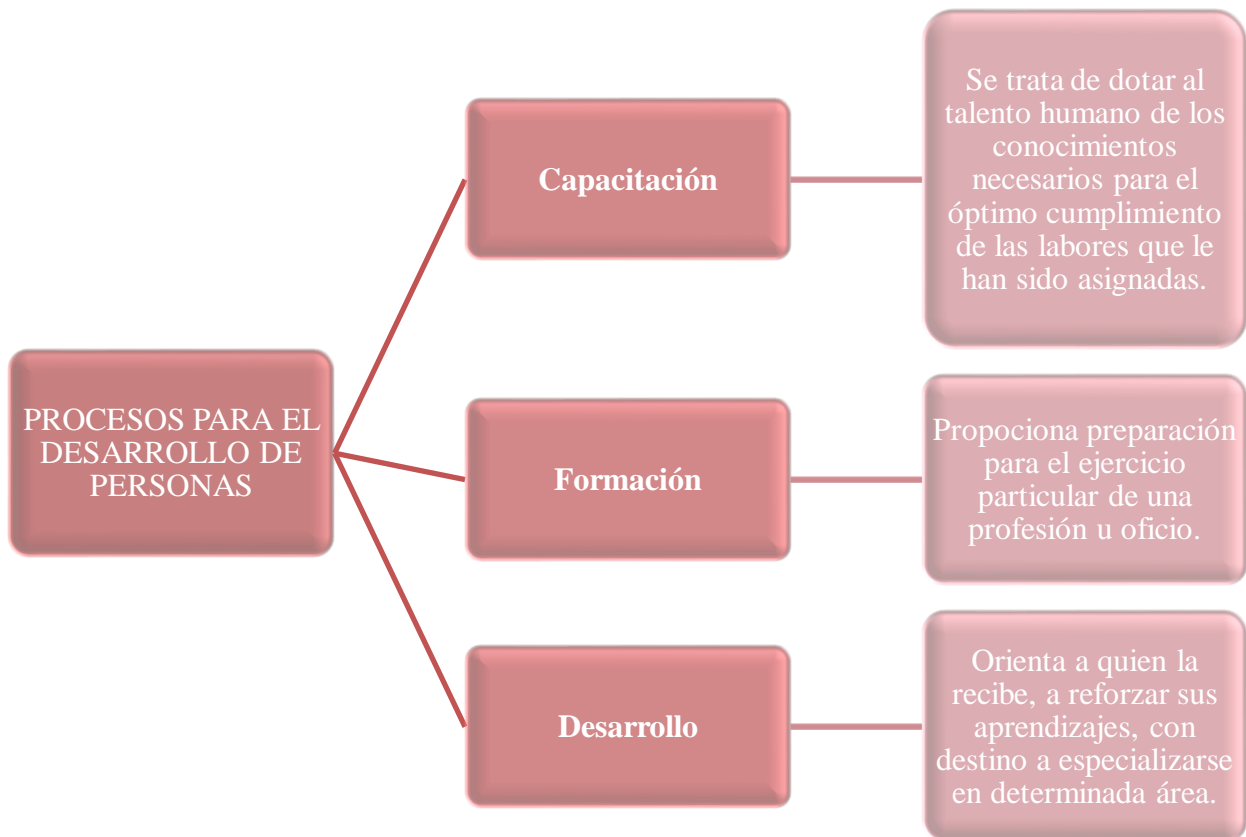 PROCESOS PARA EL
DESARROLLO DE
PERSONAS
Capacitación
Se trata de dotar al
talento humano de los
conocimientos
necesarios para el
óptimo cumplimiento
de las labores que le
han sido asignadas.
Formación
Propociona preparación
para el ejercicio
particular de una
profesión u oficio.
Desarrollo
Orienta a quien la
recibe, a reforzar sus
aprendizajes, con
destino a especializarse
en determinada área.